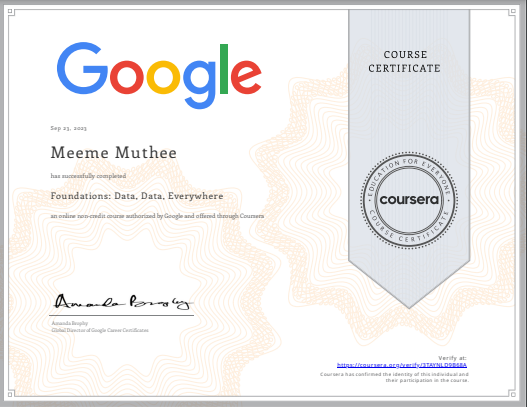 Google
COURSE
CERTIFICATE
Sep 23, 2023
Meeme Muthee
has successfully completed
Foundations: Data, Data, Everywhere
an online non-credit course authorized by Google and offered through Coursera
EDUCATION FOR EVERYONE
coursera
COURSE CERTIFICATE
Amanda Brophy
Amanda Brophy
Global Director of Google Career Certificates
Verify at:
https://coursera.org/verify/3TAYNLD9B68A
Coursera has confirmed the identity of this individual and
their participation in the course.